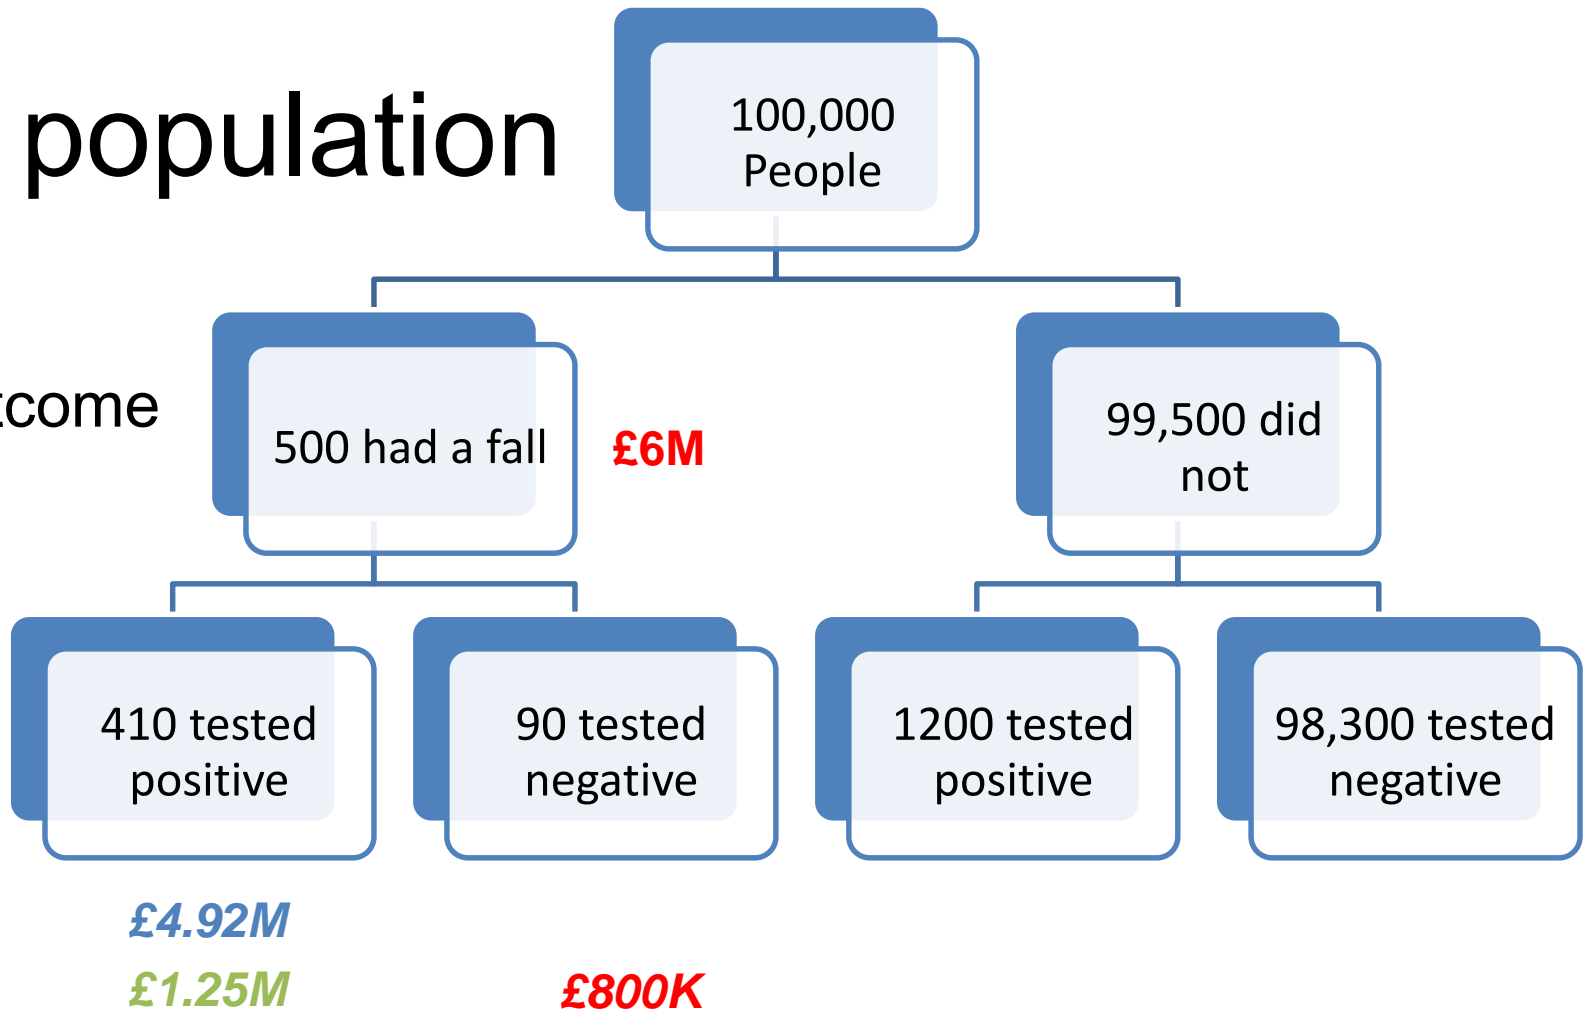 population
100,000
People
tcome
500 had a fall
£6M
99,500 did
not
410 tested
positive
90 tested
negative
1200 tested
positive
98,300 tested
negative
£4.92M
£1.25M
£800K